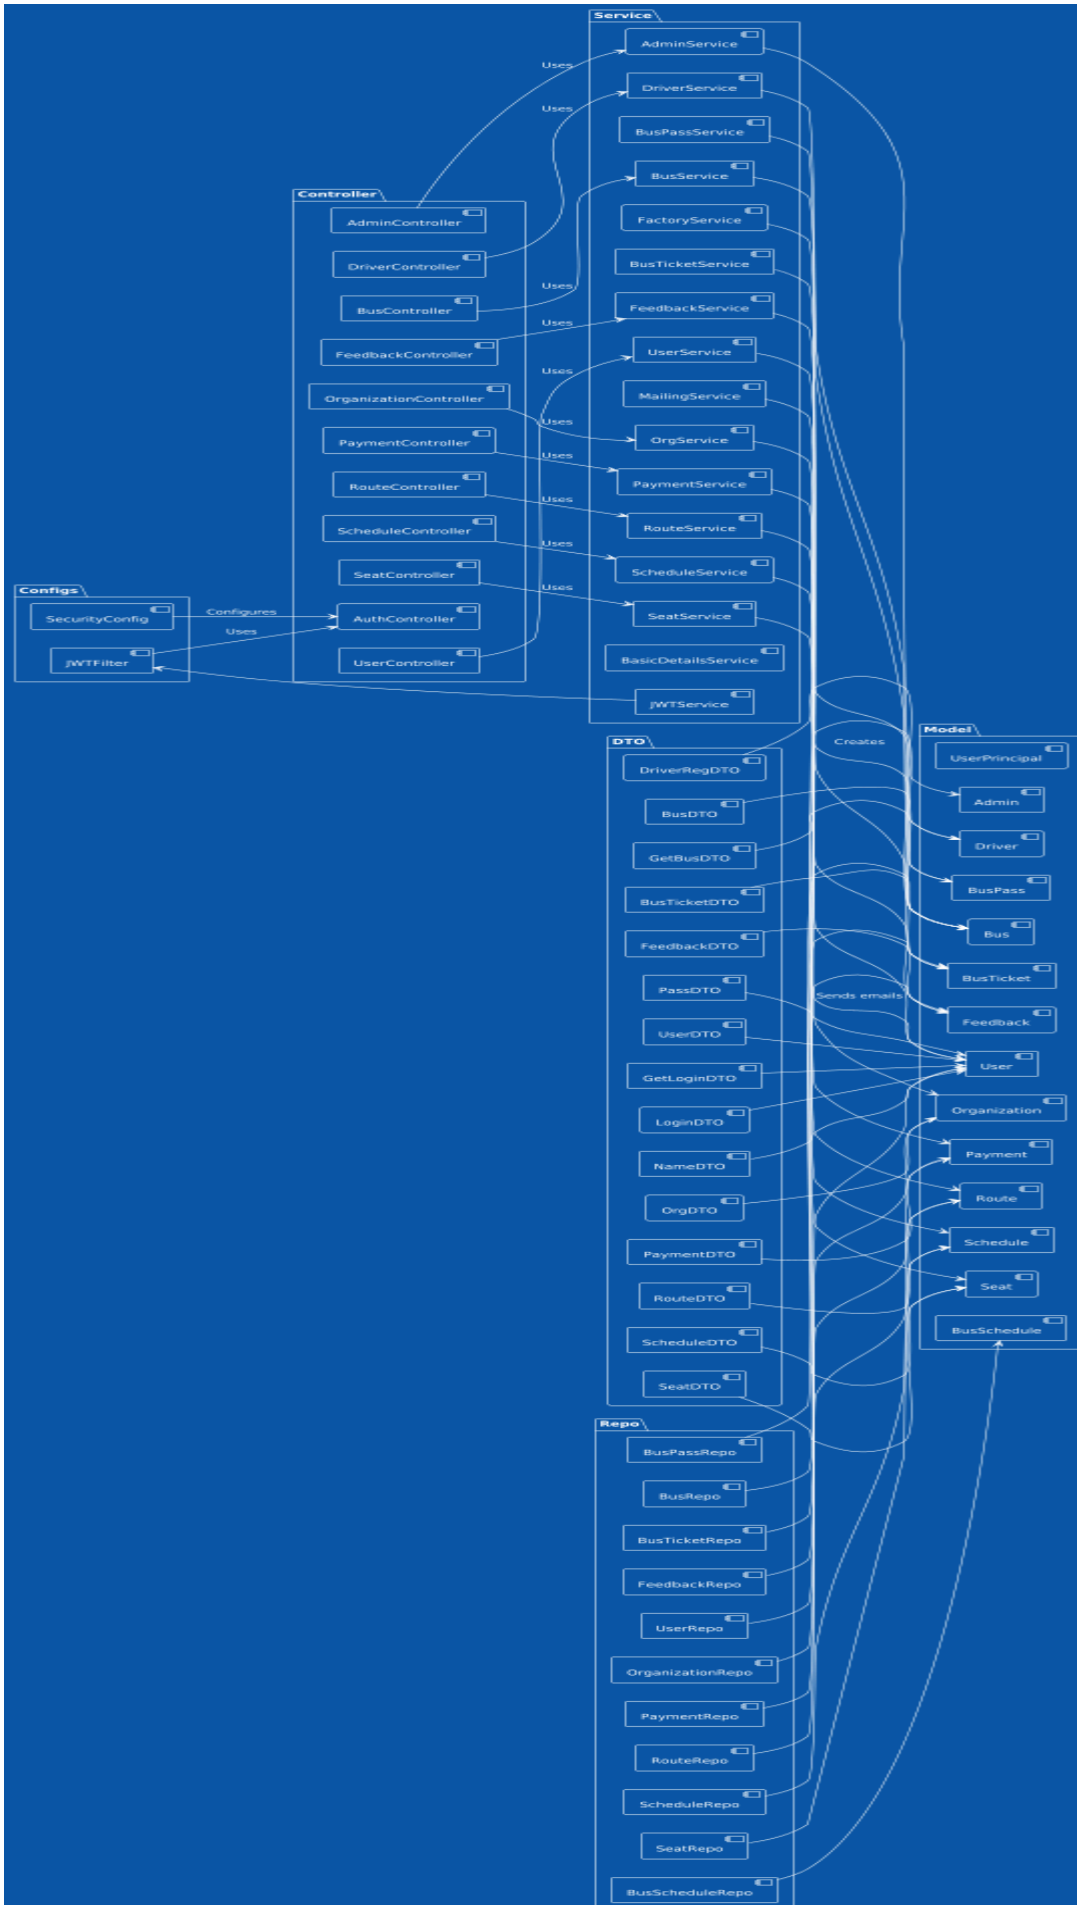 Configs
SecurityConfig
JWTFilter
Configures
Uses
Controller
AdminController
DriverController
BusController
FeedbackController
OrganizationController
PaymentController
RouteController
ScheduleController
SeatController
AuthController
UserController
Uses
Uses
Uses
Uses
Uses
Uses
Uses
Uses
Uses
Uses
Service
AdminService
DriverService
BusPassService
BusService
FactoryService
BusTicketService
FeedbackService
UserService
MailingService
OrgService
PaymentService
RouteService
ScheduleService
SeatService
BasicDetailsService
JWTService
DTO
DriverRegDTO
BusDTO
GetBusDTO
BusTicketDTO
FeedbackDTO
PassDTO
UserDTO
GetLoginDTO
LoginDTO
NameDTO
OrgDTO
PaymentDTO
RouteDTO
ScheduleDTO
SeatDTO
Repo
BusPassRepo
BusRepo
BusTicketRepo
FeedbackRepo
UserRepo
OrganizationRepo
PaymentRepo
RouteRepo
ScheduleRepo
SeatRepo
BusScheduleRepo
Creates
Sends emails
Model
UserPrincipal
Admin
Driver
BusPass
Bus
BusTicket
Feedback
User
Organization
Payment
Route
Schedule
Seat
BusSchedule